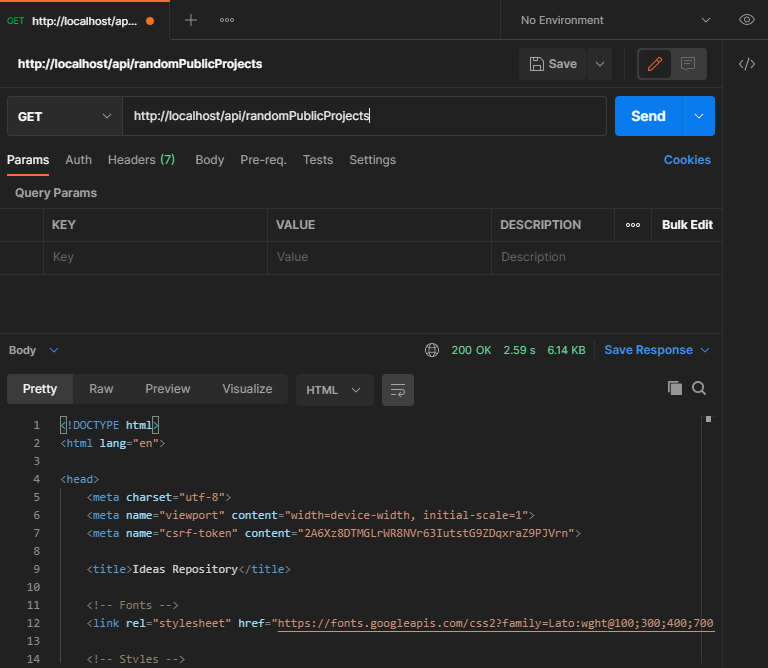 GET http://localhost/ap...
No Environment
http://localhost/api/randomPublicProjects
Save
GET http://localhost/api/randomPublicProjects Send
Params Auth Headers (7) Body Pre-req. Tests Settings Cookies
Query Params
KEY VALUE DESCRIPTION Bulk Edit
Key Value Description
Body 200 OK 2.59 s 6.14 KB Save Response
Pretty Raw Preview Visualize HTML
1 <!DOCTYPE html>
2 <html lang="en">
3
4 <head>
5 <meta charset="utf-8">
6 <meta name="viewport" content="width=device-width, initial-scale=1">
7 <meta name="csrf-token" content="2A6Xz8DTMGLrWR8NVr63IutstG9ZDqxraZ9PJVrn">
8
9 <title>Ideas Repository</title>
10
11 <!-- Fonts -->
12 <link rel="stylesheet" href="https://fonts.googleapis.com/css2?family=Lato:wght@100;300;400;700
13
14 <!-- Styles -->